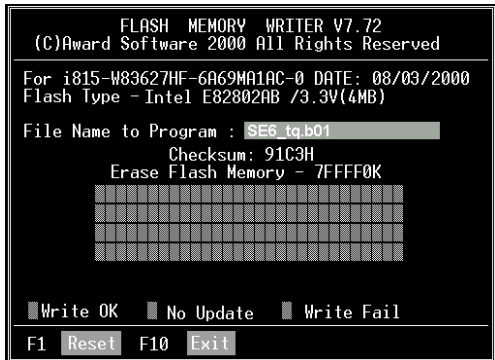 FLASH MEMORY WRITER V7.72
(C)Award Software 2000 All Rights Reserved
For i815-W83627HF-6A69MA1AC-0 DATE: 08/03/2000
Flash Type - Intel E82802AB /3.3V(4MB)
File Name to Program : SE6_tq.b01
Checksum: 91C3H
Erase Flash Memory - 7FFFF0K
Write OK No Update Write Fail
F1 Reset F10 Exit